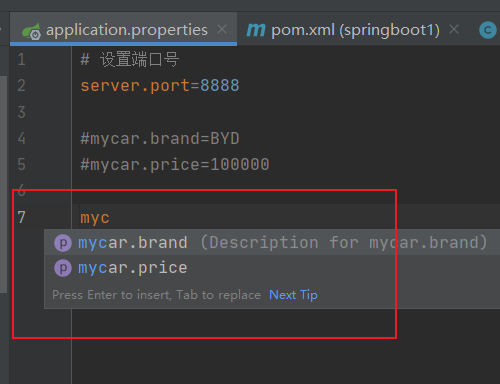 application.properties
pom.xml (springboot1)
1 # 设置端口号
2 server.port=8888
3
4 #mycar.brand=BYD
5 #mycar.price=100000
6
7 myc
mycar.brand (Description for mycar.brand)
mycar.price
Press Enter to insert, Tab to replace Next Tip